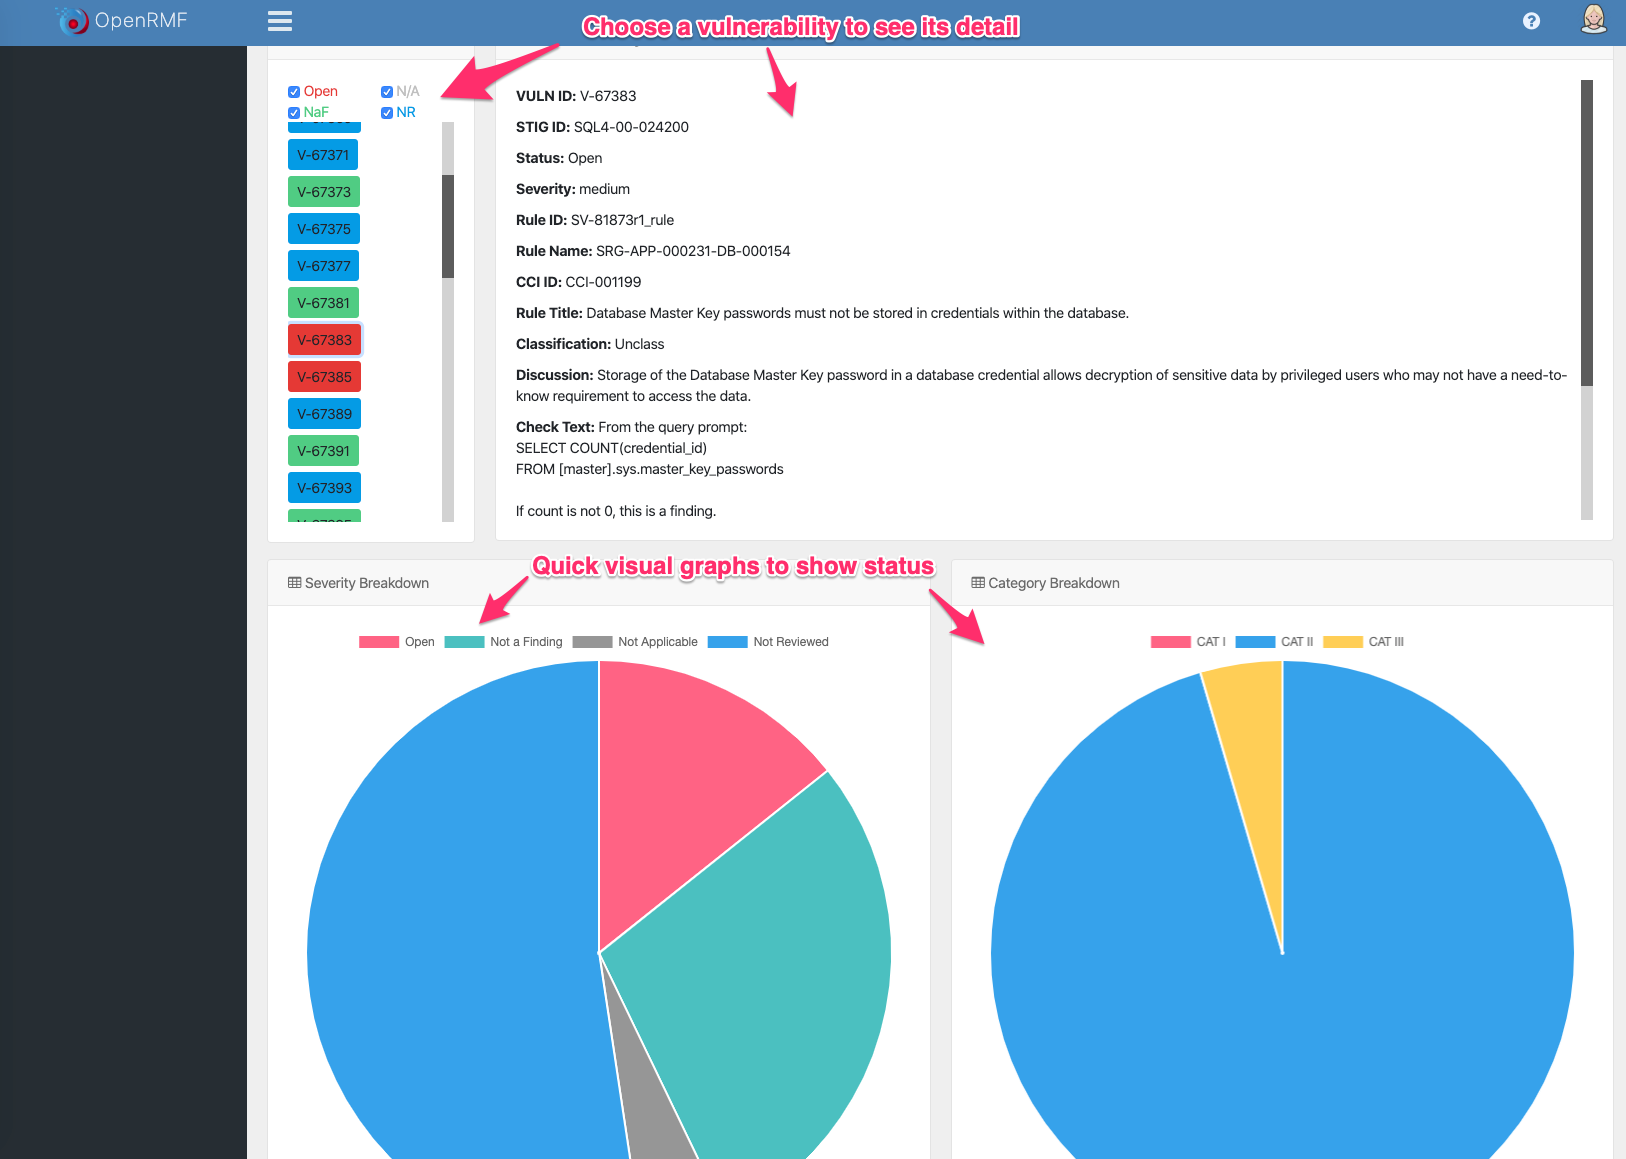 OpenRMF
Choose a vulnerability to see its detail
Open
N/A
NaF
NR
V-67371
V-67373
V-67375
V-67377
V-67381
V-67383
V-67385
V-67389
V-67391
V-67393
VULN ID: V-67383
STIG ID: SQL4-00-024200
Status: Open
Severity: medium
Rule ID: SV-81873r1_rule
Rule Name: SRG-APP-000231-DB-000154
CCI ID: CCI-001199
Rule Title: Database Master Key passwords must not be stored in credentials within the database.
Classification: Unclass
Discussion: Storage of the Database Master Key password in a database credential allows decryption of sensitive data by privileged users who may not have a need-to-
know requirement to access the data.
Check Text: From the query prompt:
SELECT COUNT(credential_id)
FROM [master].sys.master_key_passwords
If count is not 0, this is a finding.
Quick visual graphs to show status
Severity Breakdown
Open Not a Finding Not Applicable Not Reviewed
Category Breakdown
CAT I CAT II CAT III